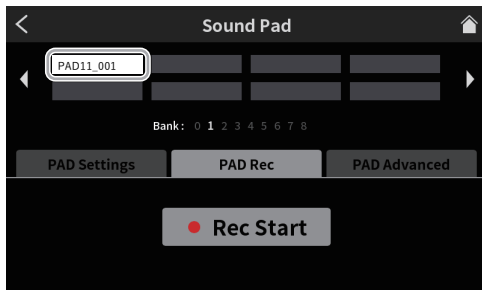 Sound Pad
PAD11_001
Bank: 0 1 2 3 4 5 6 7 8
PAD Settings PAD Rec PAD Advanced
Rec Start